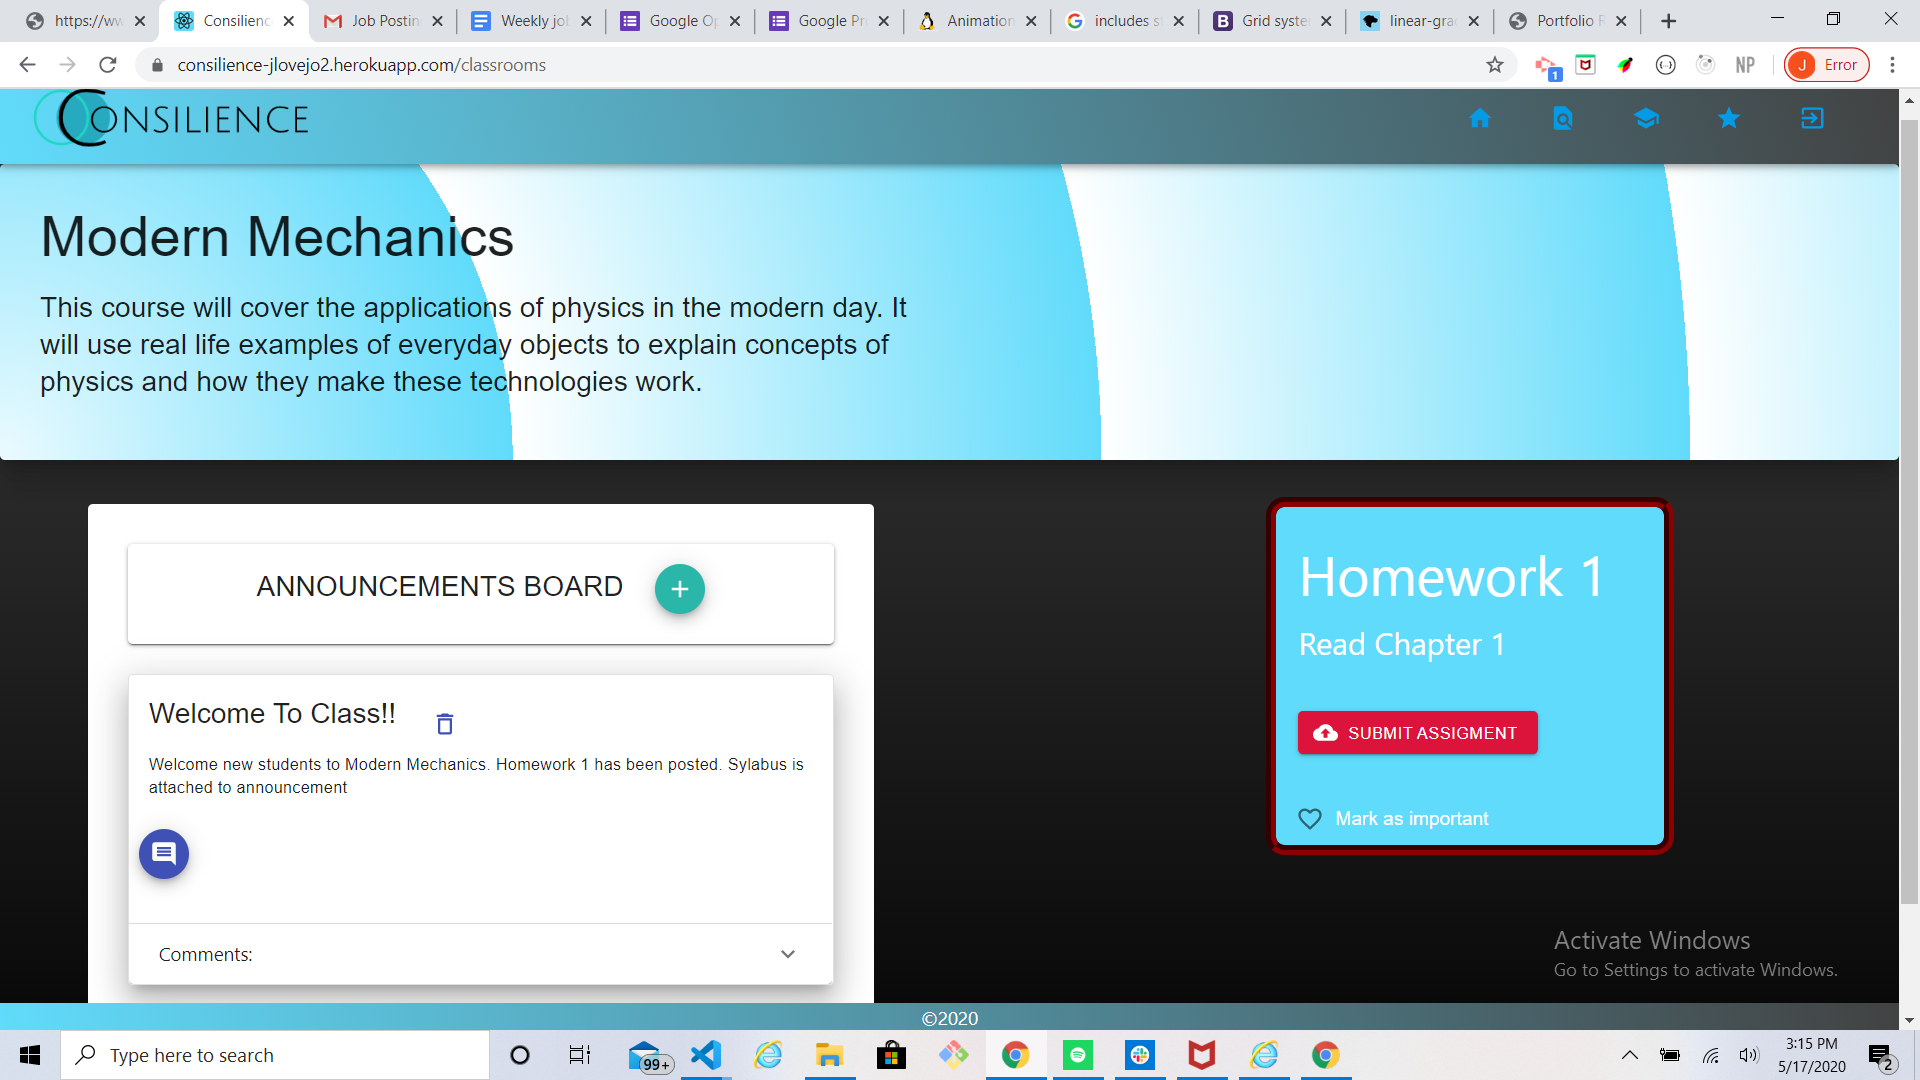 https://ww
Consilienc
Job Postin
Weekly jol
Google Op
Google Pr
Animation
includes s
Grid syste
linear-gra
Portfolio R
consilience-jlovejo2.herokuapp.com/classrooms
1
NP
J Error
CONSILIENCE
Modern Mechanics
This course will cover the applications of physics in the modern day. It
will use real life examples of everyday objects to explain concepts of
physics and how they make these technologies work.
ANNOUNCEMENTS BOARD
Welcome To Class!!
Welcome new students to Modern Mechanics. Homework 1 has been posted. Sylabus is
attached to announcement
Comments:
Homework 1
Read Chapter 1
SUBMIT ASSIGMENT
Mark as important
Activate Windows
Go to Settings to activate Windows.
©2020
Type here to search
99+
3:15 PM
5/17/2020
2